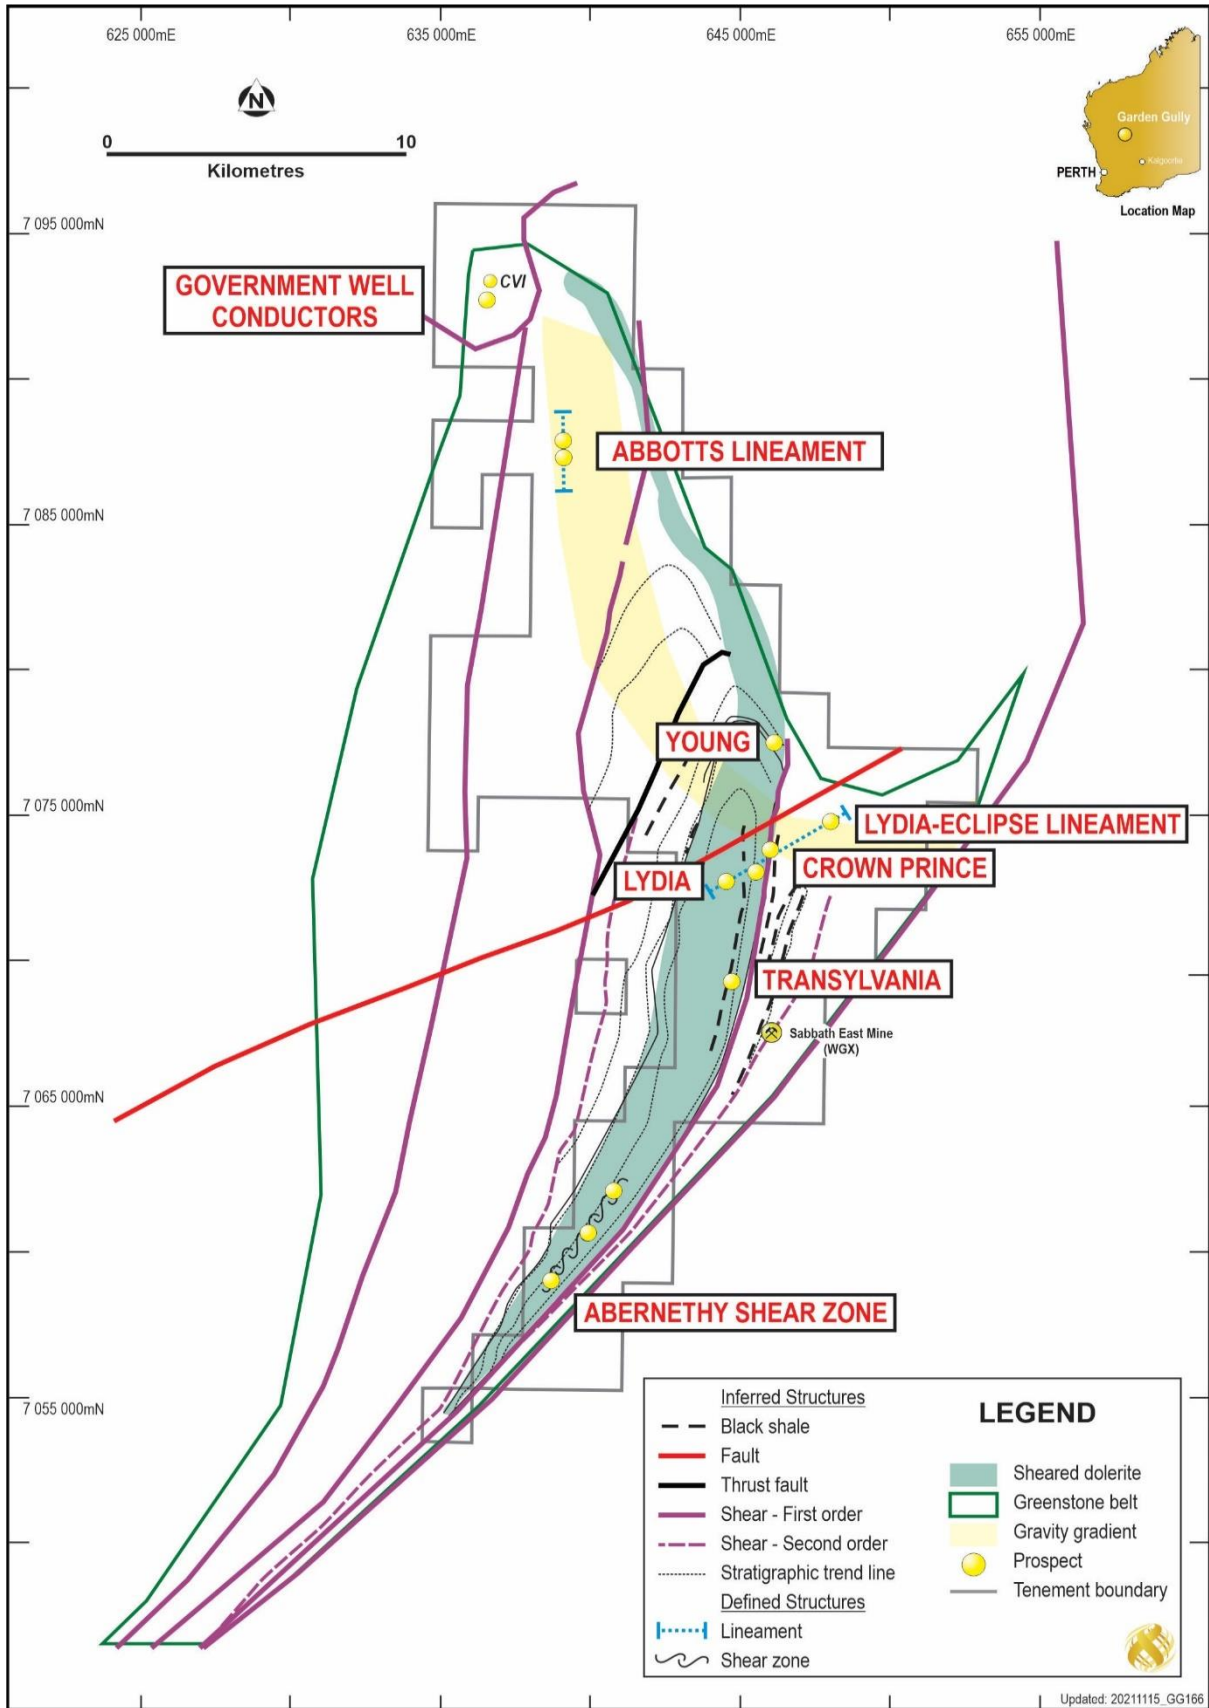 625 000mE
635 000mE
645 000mE
655 000mE
N
0
10
Kilometres
Garden Gully
Kalgoorlie
PERTH
Location Map
7 095 000mN
GOVERNMENT WELL
CONDUCTORS
CVI
ABBOTTS LINEAMENT
7 085 000mN
YOUNG
7 075 000mN
LYDIA-ECLIPSE LINEAMENT
CROWN PRINCE
LYDIA
TRANSYLVANIA
Sabbath East Mine
(WGX)
7 065 000mN
ABERNETHY SHEAR ZONE
7 055 000mN
Inferred Structures
Black shale
Fault
Thrust fault
Shear - First order
Shear - Second order
Stratigraphic trend line
Defined Structures
Lineament
Shear zone
LEGEND
Sheared dolerite
Greenstone belt
Gravity gradient
Prospect
Tenement boundary
Updated: 20211115_GG166